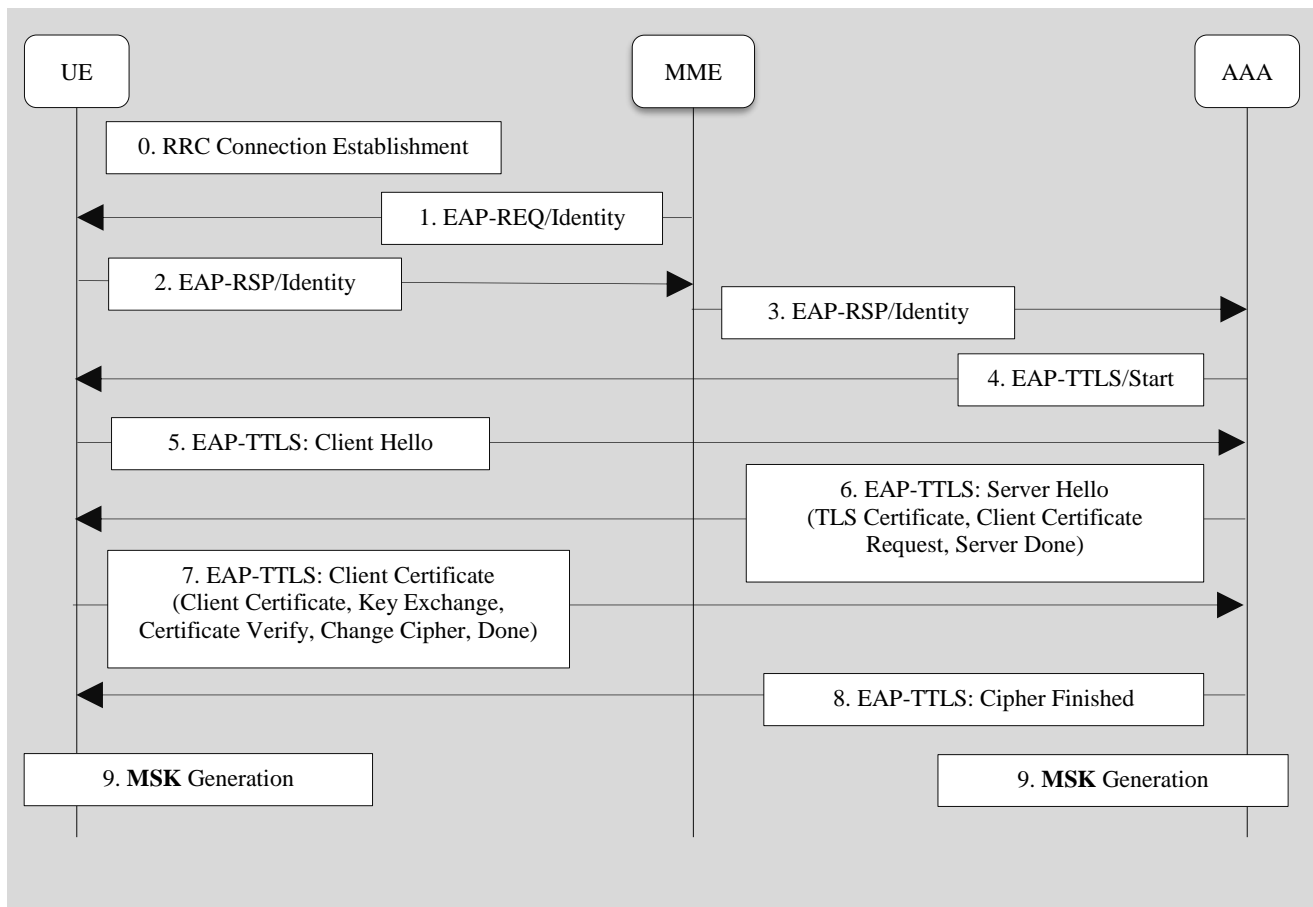 UE
MME
AAA
0. RRC Connection Establishment
1. EAP-REQ/Identity
2. EAP-RSP/Identity
3. EAP-RSP/Identity
4. EAP-TTLS/Start
5. EAP-TTLS: Client Hello
6. EAP-TTLS: Server Hello
(TLS Certificate, Client Certificate
Request, Server Done)
7. EAP-TTLS: Client Certificate
(Client Certificate, Key Exchange,
Certificate Verify, Change Cipher, Done)
8. EAP-TTLS: Cipher Finished
9. MSK Generation
9. MSK Generation